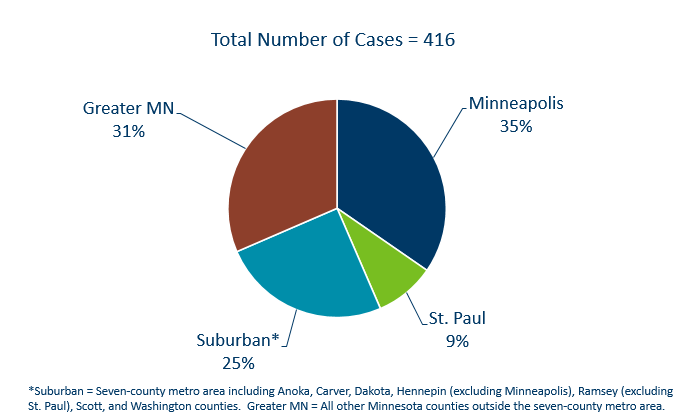 Total Number of Cases = 416
Greater MN
31%
Minneapolis
35%
St. Paul
9%
Suburban*
25%
*Suburban = Seven-county metro area including Anoka, Carver, Dakota, Hennepin (excluding Minneapolis), Ramsey (excluding
St. Paul), Scott, and Washington counties.  Greater MN = All other Minnesota counties outside the seven-county metro area.